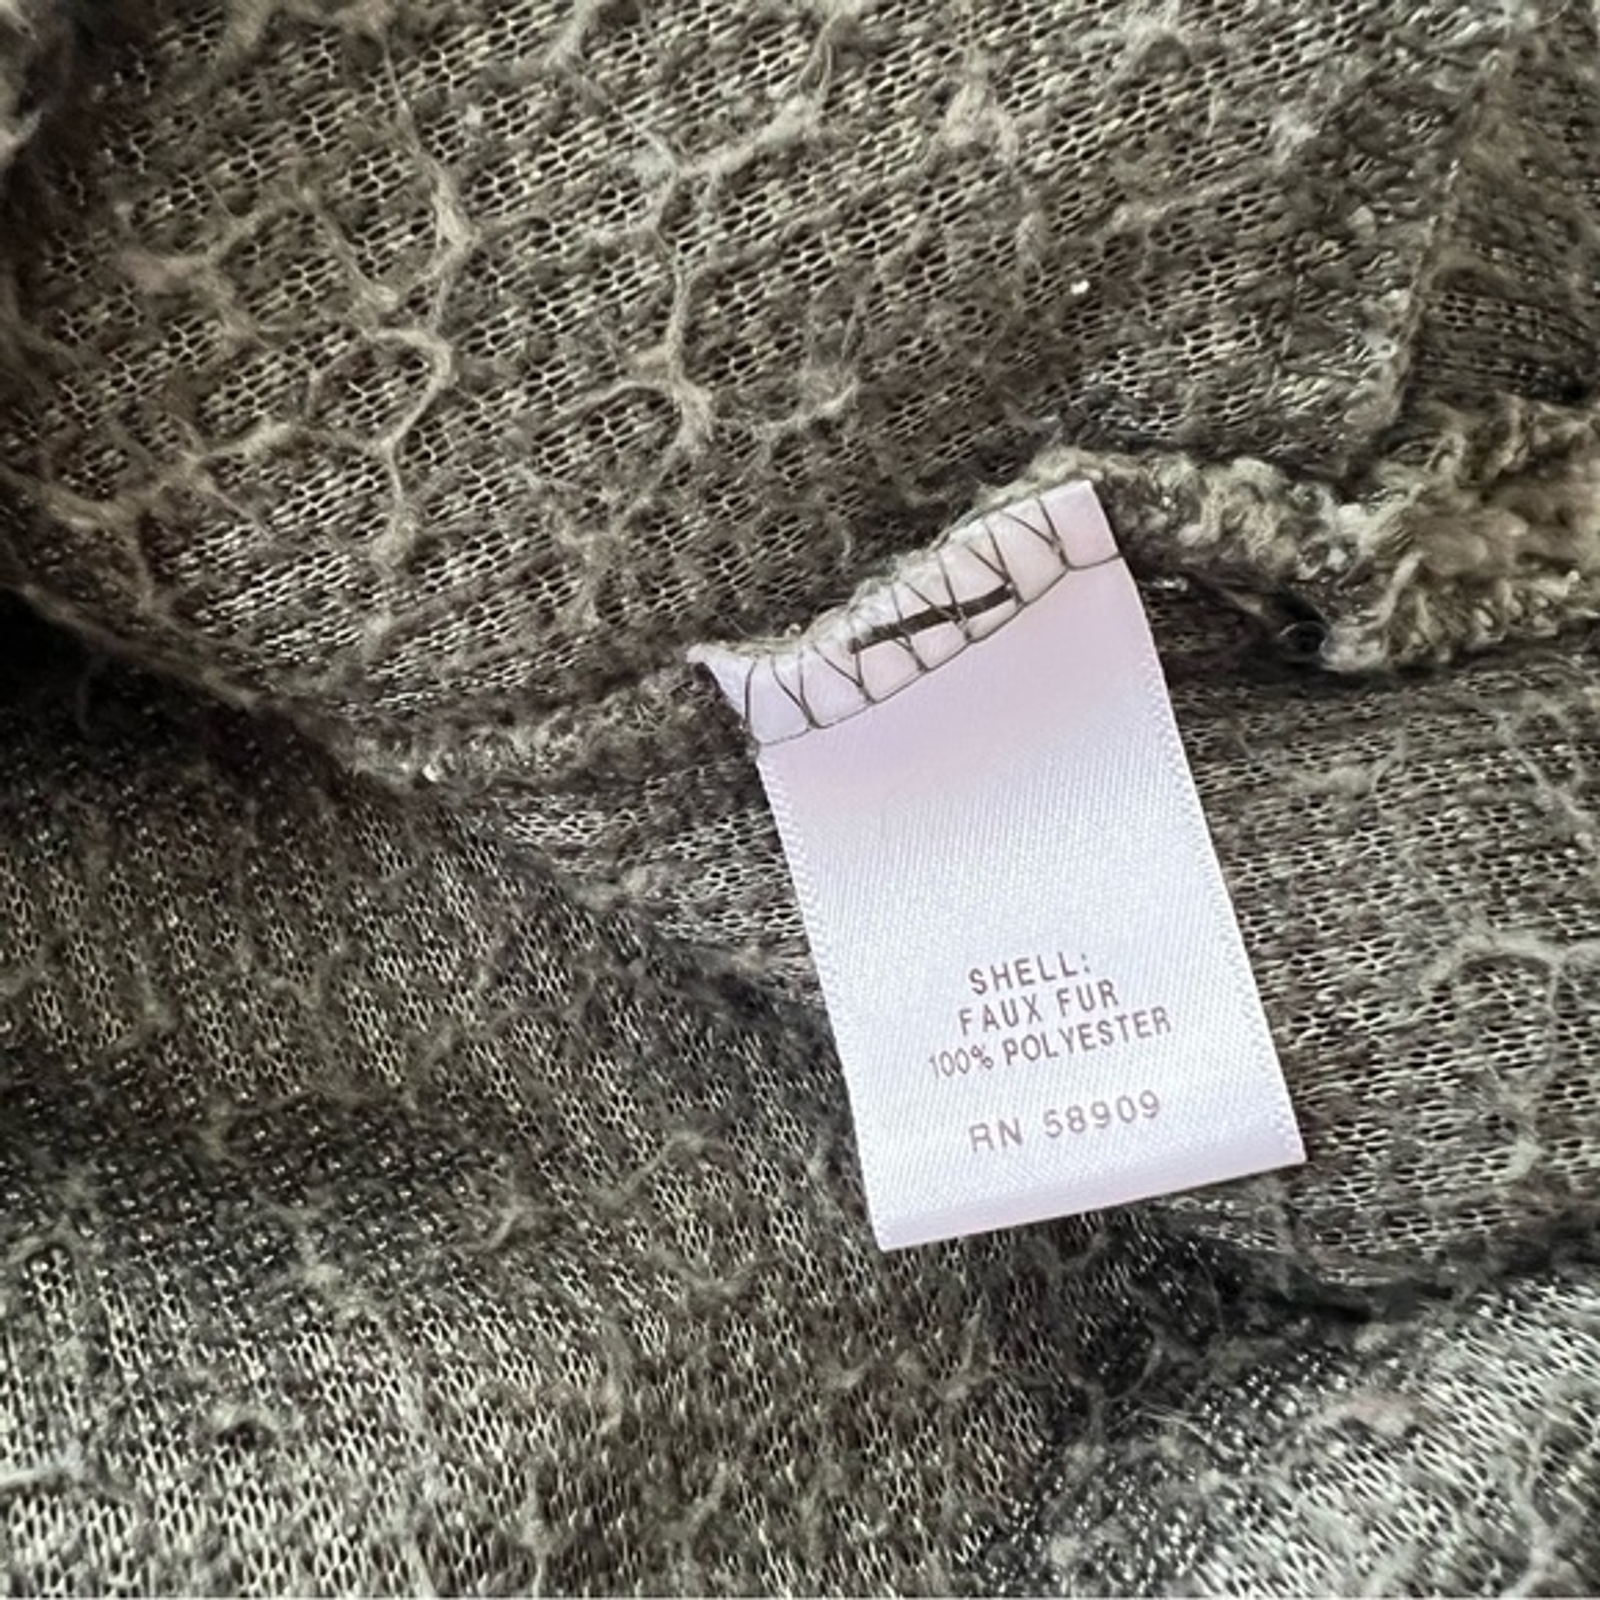 SHELL:
FAUX FUR
100% POLYESTER
RN 58909